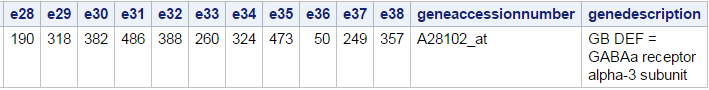 e28 e29 e30 e31 e32 e33 e34 e35 e36 e37 e38 geneaccessionnumber genedescription
190 318 382 486 388 260 324 473 50 249 357 A28102_at GB DEF =
GABAa receptor
alpha-3 subunit